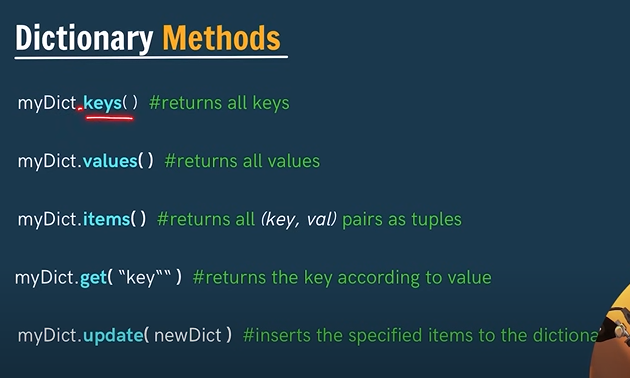 Dictionary Methods
myDict.keys( ) #returns all keys
myDict.values( ) #returns all values
myDict.items( ) #returns all (key, val) pairs as tuples
myDict.get( “key““ ) #returns the key according to value
myDict.update( newDict ) #inserts the specified items to the